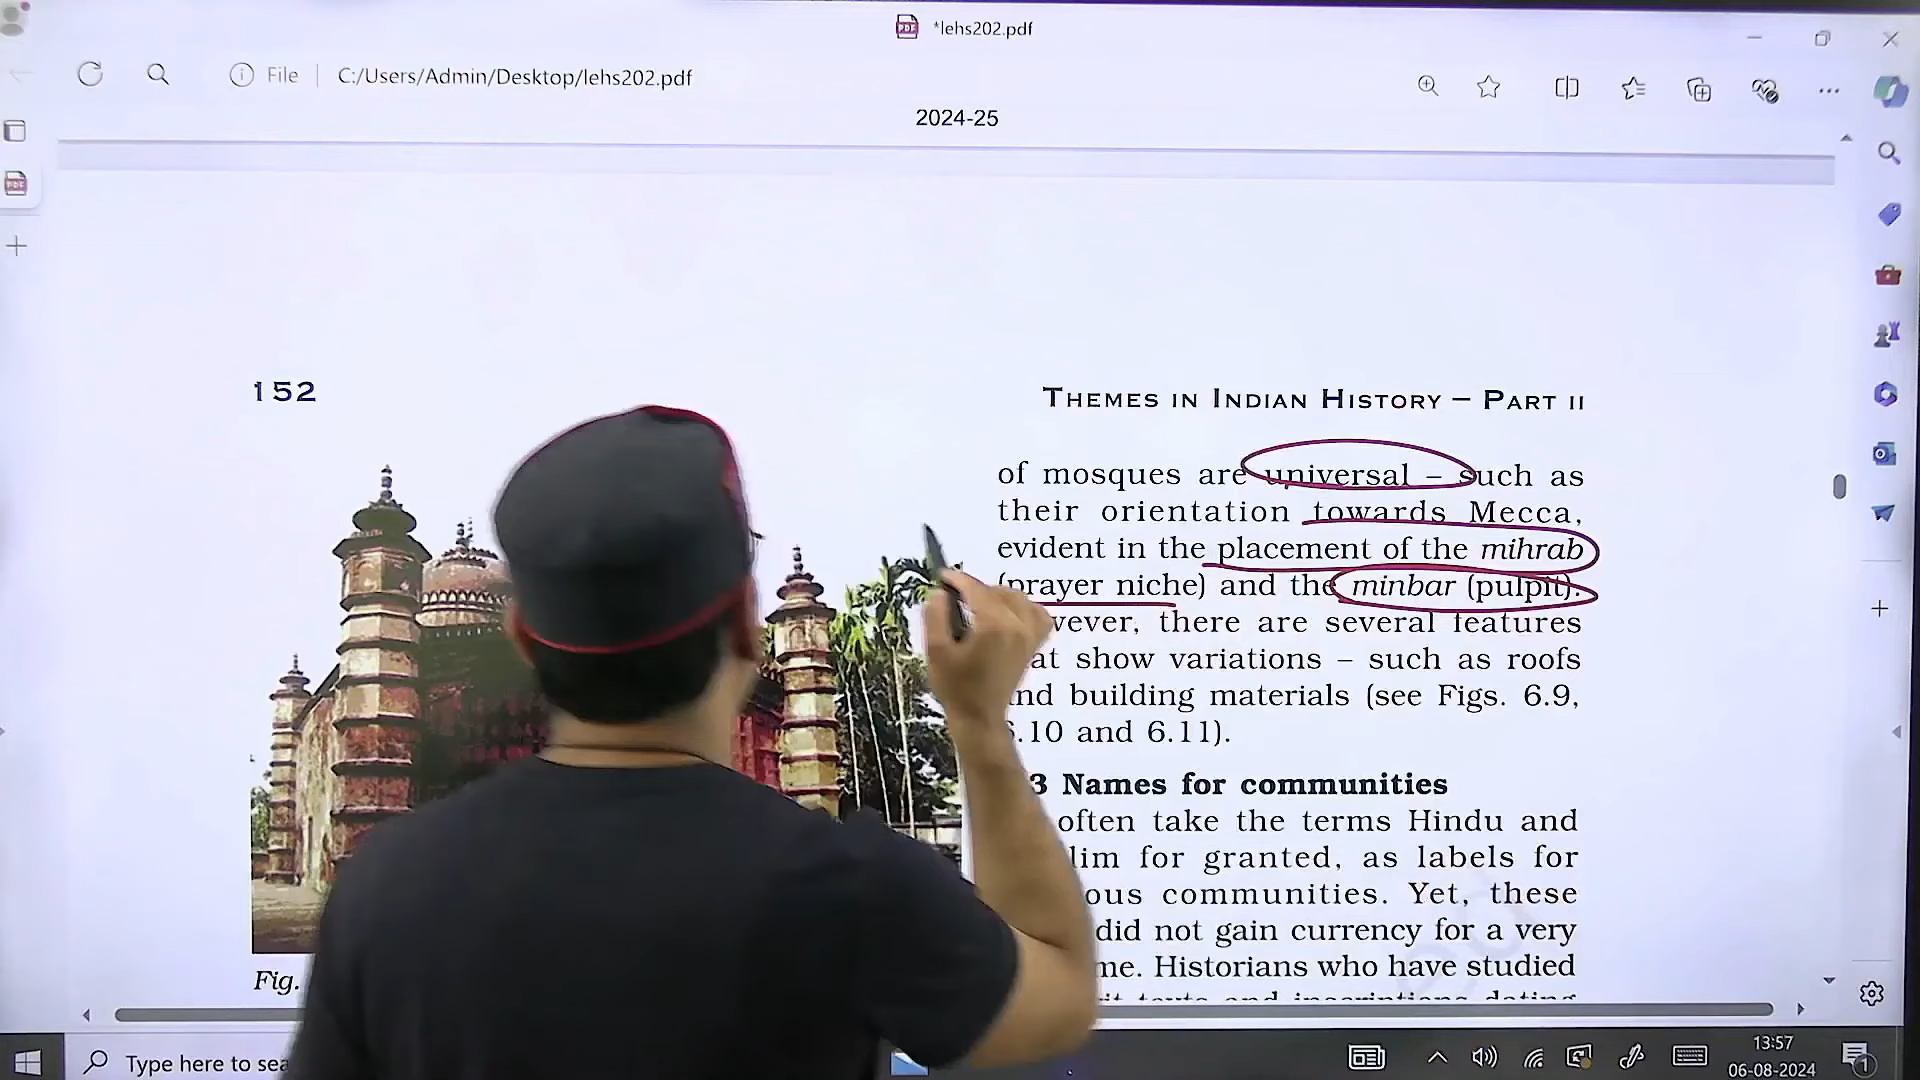 *lehs202.pdf
File
C:/Users/Admin/Desktop/lehs202.pdf
2024-25
152
THEMES IN INDIAN HISTORY – PART II
of mosques are universal – such as
their orientation towards Mecca,
evident in the placement of the mihrab
(prayer niche) and the minbar (pulpit).
wever, there are several features
at show variations – such as roofs
nd building materials (see Figs. 6.9,
.10 and 6.11).
3 Names for communities
often take the terms Hindu and
lim for granted, as labels for
ous communities. Yet, these
did not gain currency for a very
me. Historians who have studied
Fig.
Type here to sea
13:57
06-08-2024
1